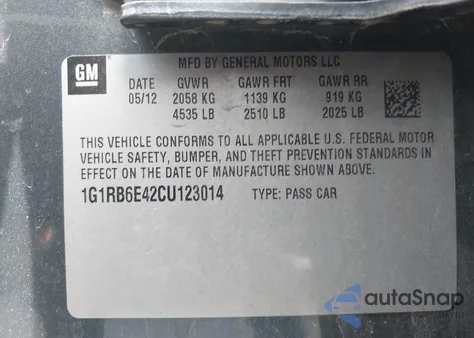 GM
MFD BY GENERAL MOTORS LLC
DATE GVWR GAWR FRT GAWR RR
05/12 2058 KG 1139 KG 919 KG
4535 LB 2510 LB 2025 LB
THIS VEHICLE CONFORMS TO ALL APPLICABLE U.S. FEDERAL MOTOR
VEHICLE SAFETY, BUMPER, AND THEFT PREVENTION STANDARDS IN
EFFECT ON THE DATE OF MANUFACTURE SHOWN ABOVE.
1G1RB6E42CU123014 TYPE: PASS CAR
autoSnap